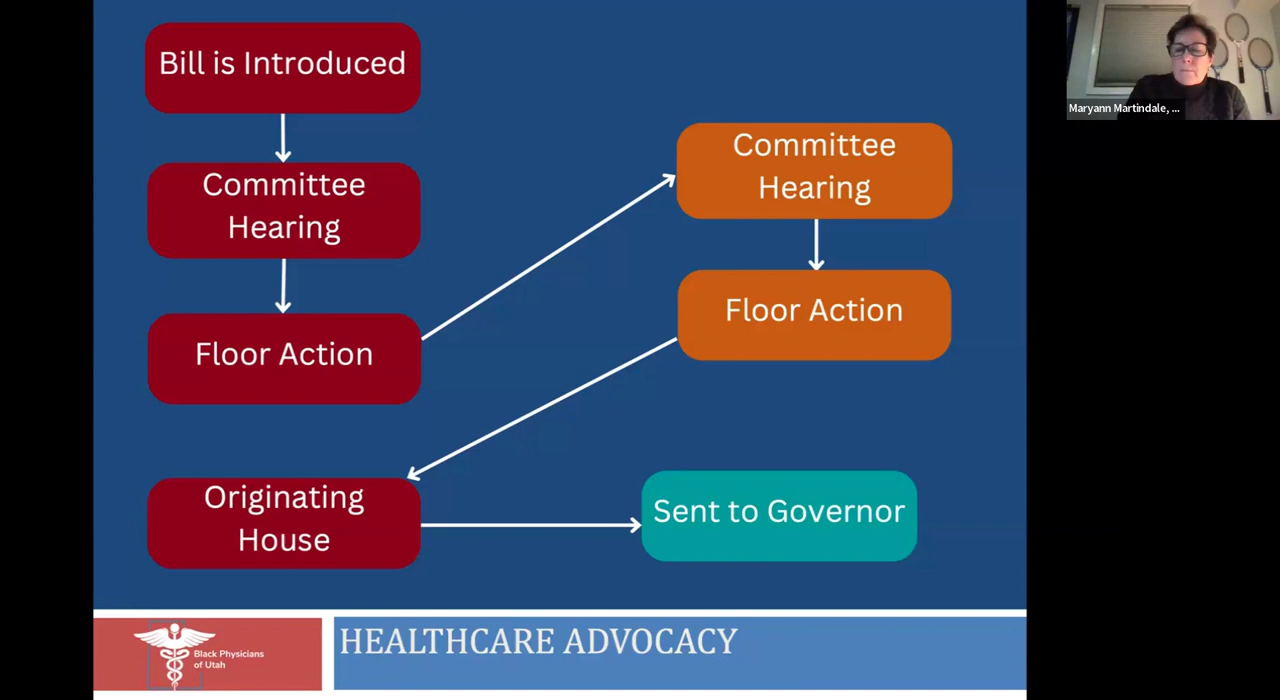 Bill is Introduced
Committee
Hearing
Floor Action
Originating
House
Committee
Hearing
Floor Action
Sent to Governor
Black Physicians
of Utah
HEALTHCARE ADVOCACY
Maryann Martindale, ...